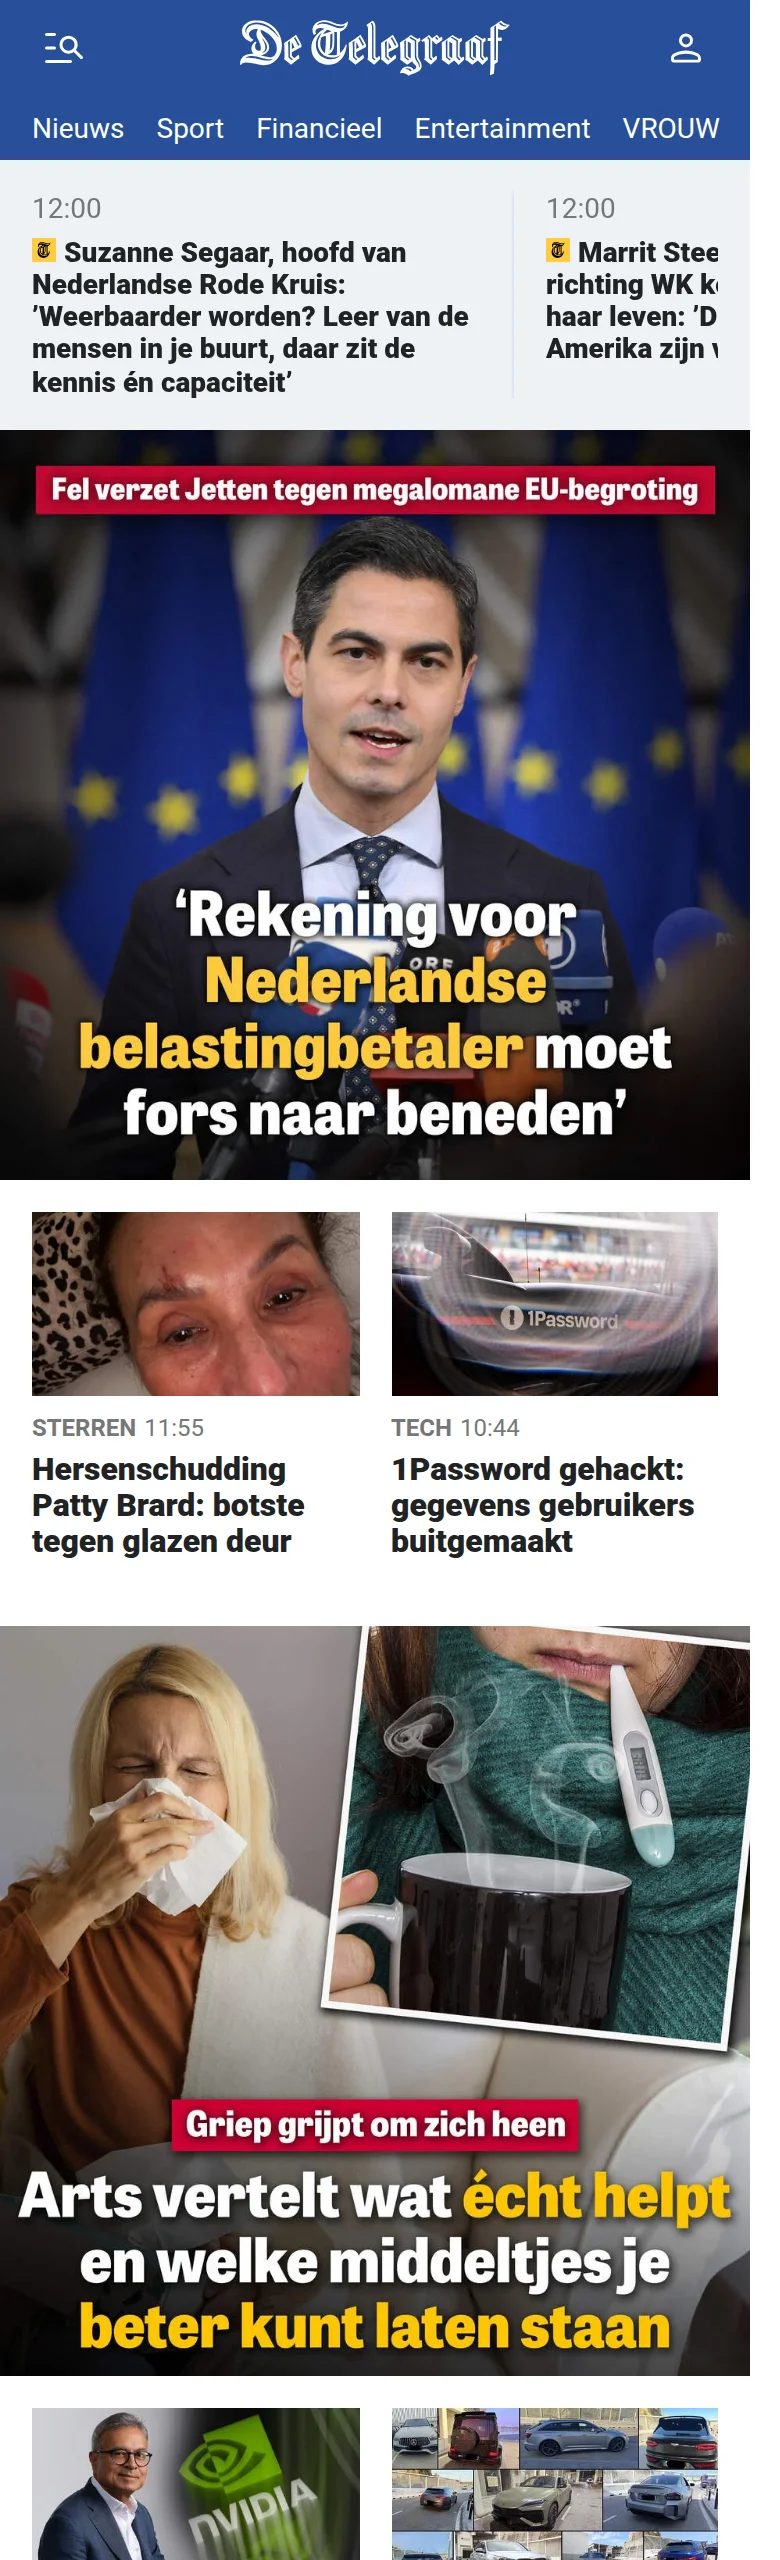 De Telegraaf
Nieuws Sport Financieel Entertainment VROUW
12:00
Suzanne Segaar, hoofd van
Nederlandse Rode Kruis:
’Weerbaarder worden? Leer van de
mensen in je buurt, daar zit de
kennis én capaciteit’
12:00
Marrit Stee
richting WK k
haar leven: ’D
Amerika zijn
Fel verzet Jetten tegen megalomane EU-begroting
ORF
‘Rekening voor
Nederlandse
belastingbetaler moet
fors naar beneden’
1Password
STERREN 11:55
Hersenschudding
Patty Brard: botste
tegen glazen deur
TECH 10:44
1Password gehackt:
gegevens gebruikers
buitgemaakt
Griep grijpt om zich heen
Arts vertelt wat écht helpt
en welke middeltjes je
beter kunt laten staan
NVIDIA